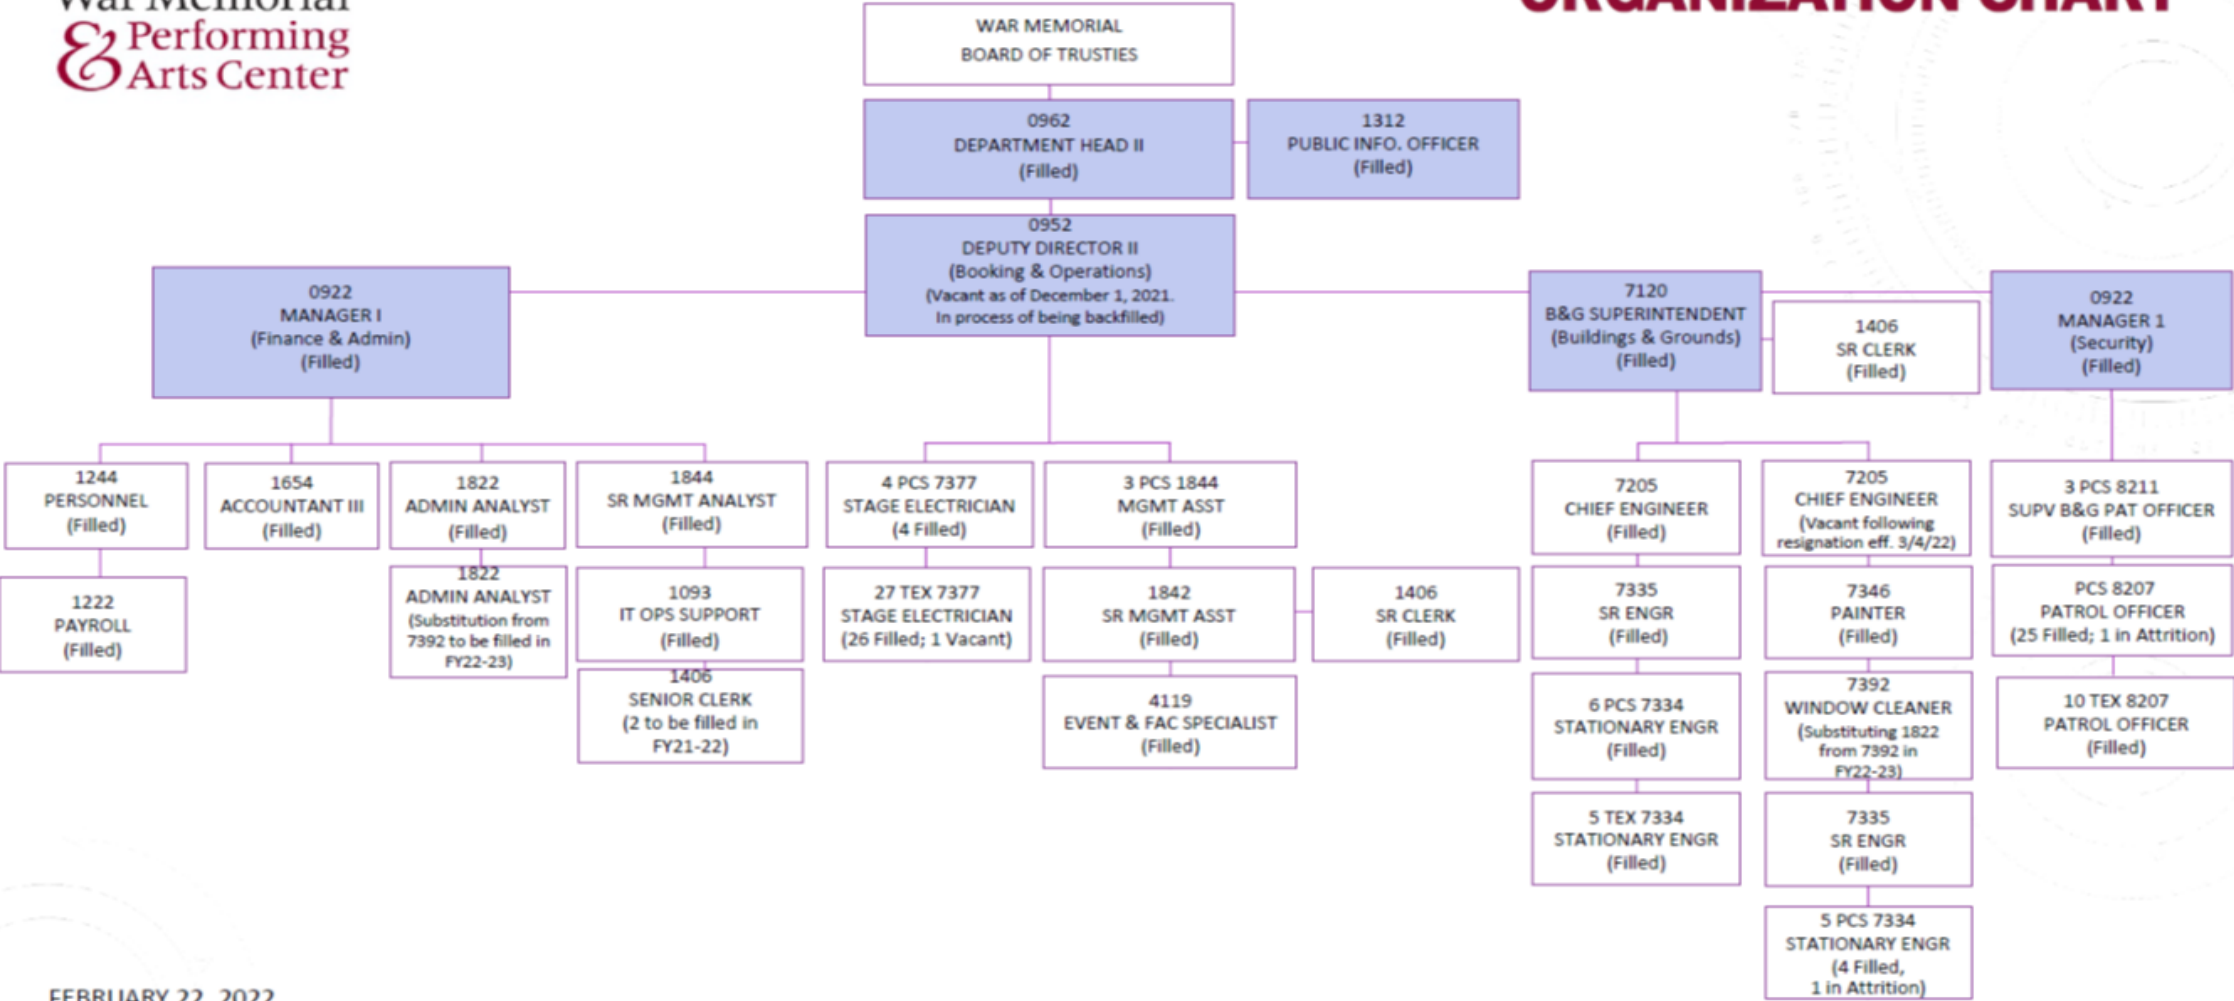 War Memorial
& Performing
Arts Center
ORGANIZATION CHART
WAR MEMORIAL
BOARD OF TRUSTIES
0962
DEPARTMENT HEAD II
(Filled)
1312
PUBLIC INFO. OFFICER
(Filled)
0952
DEPUTY DIRECTOR II
(Booking & Operations)
(Vacant as of December 1, 2021.
In process of being backfilled)
0922
MANAGER I
(Finance & Admin)
(Filled)
7120
B&G SUPERINTENDENT
(Buildings & Grounds)
(Filled)
1406
SR CLERK
(Filled)
0922
MANAGER 1
(Security)
(Filled)
1244
PERSONNEL
(Filled)
1654
ACCOUNTANT III
(Filled)
1822
ADMIN ANALYST
(Filled)
1844
SR MGMT ANALYST
(Filled)
4 PCS 7377
STAGE ELECTRICIAN
(4 Filled)
3 PCS 1844
MGMT ASST
(Filled)
7205
CHIEF ENGINEER
(Filled)
7205
CHIEF ENGINEER
(Vacant following
resignation eff. 3/4/22)
3 PCS 8211
SUPV B&G PAT OFFICER
(Filled)
1222
PAYROLL
(Filled)
1822
ADMIN ANALYST
(Substitution from
7392 to be filled in
FY22-23)
1093
IT OPS SUPPORT
(Filled)
27 TEX 7377
STAGE ELECTRICIAN
(26 Filled; 1 Vacant)
1842
SR MGMT ASST
(Filled)
1406
SR CLERK
(Filled)
7335
SR ENGR
(Filled)
7346
PAINTER
(Filled)
PCS 8207
PATROL OFFICER
(25 Filled; 1 in Attrition)
1406
SENIOR CLERK
(2 to be filled in
FY21-22)
4119
EVENT & FAC SPECIALIST
(Filled)
6 PCS 7334
STATIONARY ENGR
(Filled)
7392
WINDOW CLEANER
(Substituting 1822
from 7392 in
FY22-23)
10 TEX 8207
PATROL OFFICER
(Filled)
5 TEX 7334
STATIONARY ENGR
(Filled)
7335
SR ENGR
(Filled)
5 PCS 7334
STATIONARY ENGR
(4 Filled,
1 in Attrition)
FEBRUARY 22, 2022